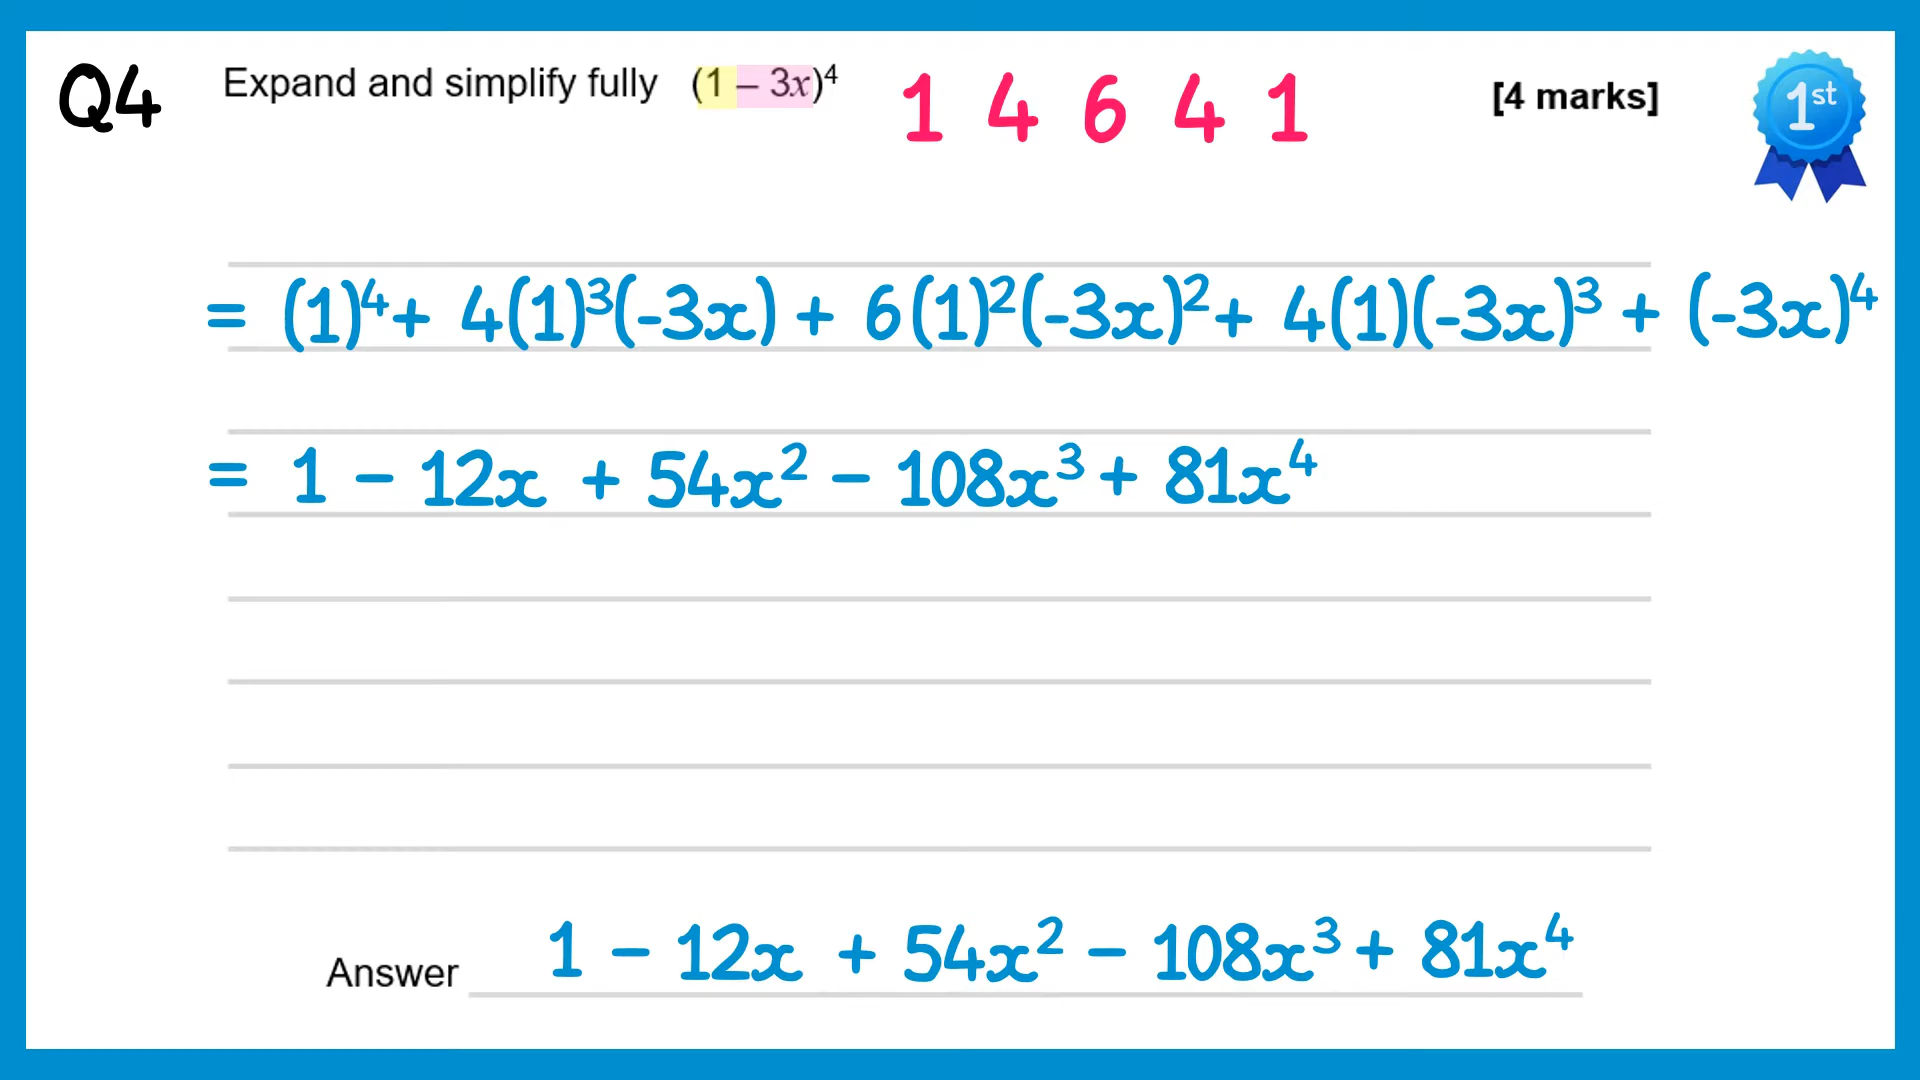 Q4 Expand and simplify fully (1 – 3x)⁴ 1 4 6 4 1 [4 marks] 1st
= (1)⁴ + 4(1)³(-3x) + 6(1)²(-3x)² + 4(1)(-3x)³ + (-3x)⁴
= 1 - 12x + 54x² - 108x³ + 81x⁴
Answer 1 - 12x + 54x² - 108x³ + 81x⁴